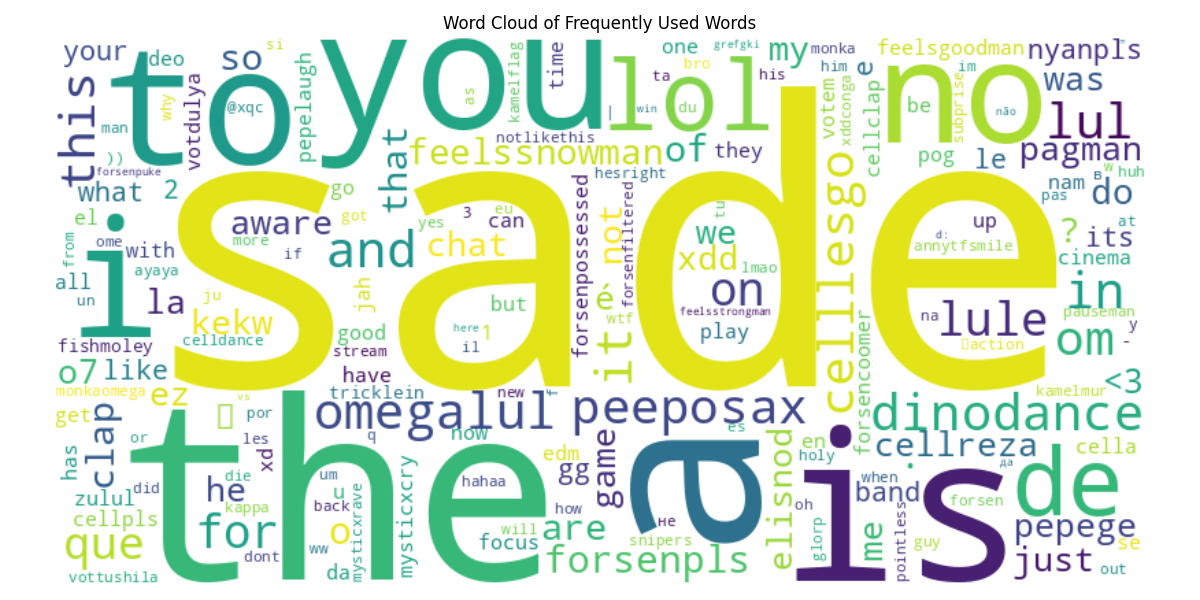 Word Cloud of Frequently Used Words
your
deo
so
si
pepelaugh
you
kamelflag
time
one
grefgki
my
monka
feelsgoodman
nyanpls
this
to
why
votdulya
@xqc
as
lol
bro
ta
his
du
win
|
him
e
votem
xddconga
cellclap
no
im
be
subprise
não
was
lul
man
))
forsenpuke
that
notlikethis
feelssnowman
of
they
hesright
pog
le
pagman
w
huh
what
2
go
nam
в
pas
do
el
i
sade
aware
got
yes
3
eu
can
forsenpossessed
not
forsenfiltered
tu
we
cellesgo
up
?
at
its
from
ome
with
more
if
and
chat
xdd
lmao
d:
annytfsmile
cinema
all
ayaya
un
la
ju
jah
but
é
it
wtf
on
feelsstrongman
play
na
lule
in
pauseman
y
kekw
good
here
1
il
action
om
-
fishmoley
celldance
stream
forsencoomer
o7
like
have
<3
monkaomega
ez
tricklein
new
f
kamelmur
get
clap
vs
por
omegalul
peeposax
dinodance
has
or
the
les
xd
q
now
es
a
elisnod
en
holy
is
.
cellreza
да
cella
de
edm
gg
game
did
die
um
hahaa
when
zulul
he
u
back
how
oh
band
forsen
cellpls
kappa
for
o
mysticxrave
mysticxcry
will
are
не
snipers
glorp
me
pointless
guy
pepege
que
dont
ww
focus
forsenpls
just
se
vottushila
da
out